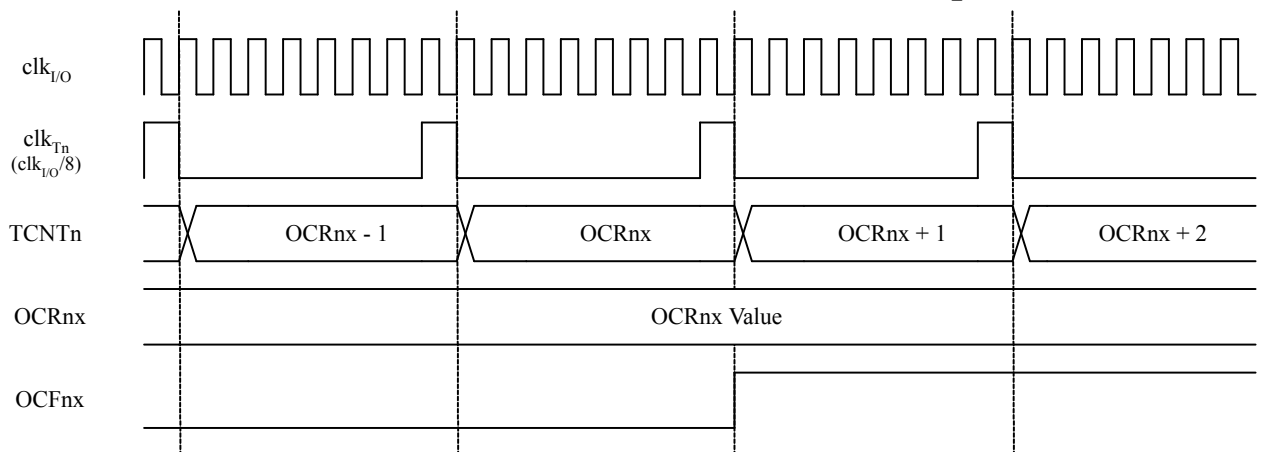 clkI/O
clkTn
(clkI/O/8)
TCNTn
OCRnx - 1
OCRnx
OCRnx + 1
OCRnx + 2
OCRnx
OCRnx Value
OCFnx